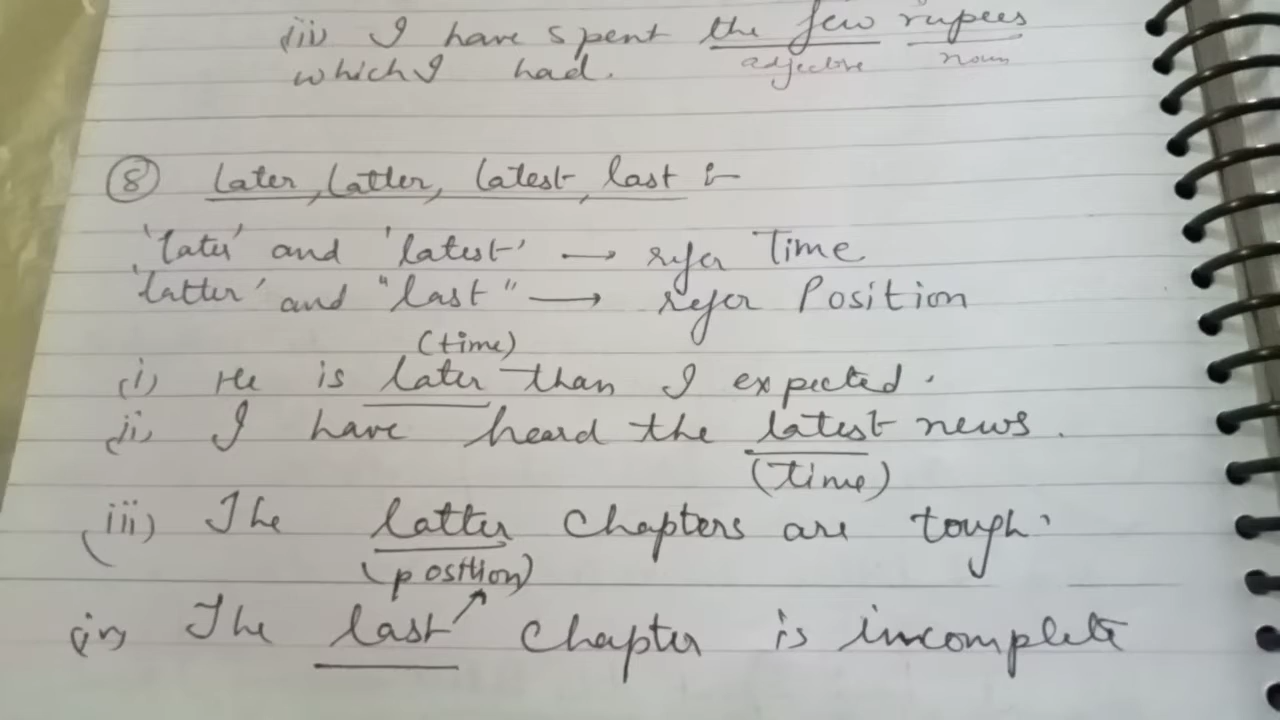 (iii) I have spent the few rupees
adjective noun
which I had.
⑧ Later, Latter, Latest, last :-
'later' and 'latest' → refer Time
'latter' and "last" → refer Position
(time)
(i) He is later than I expected.
(ii) I have heard the latest news.
(time)
(iii) The latter chapters are tough.
(position)
(iv) The last chapter is incomplete